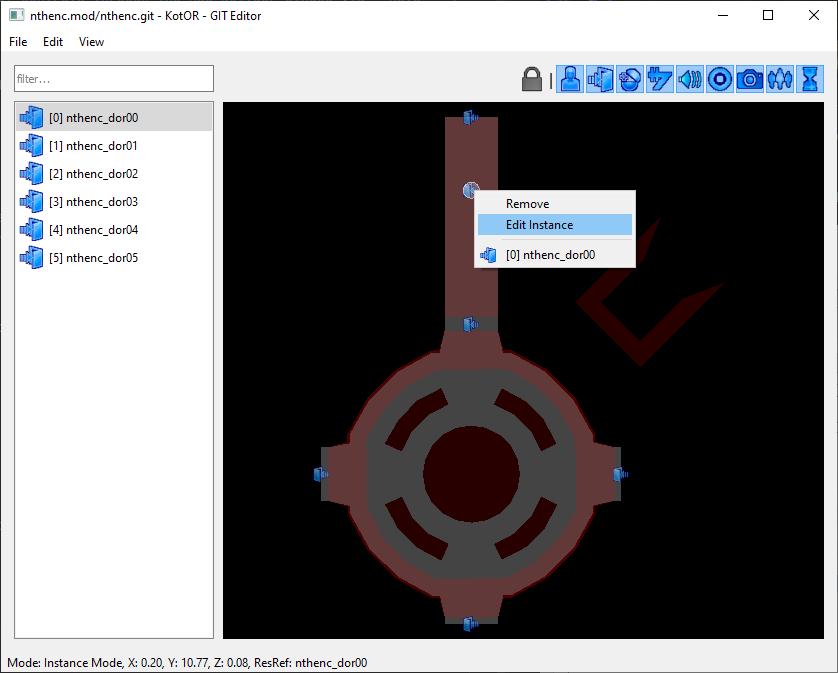 nthenc.mod/nthenc.git - KotOR - GIT Editor
File Edit View
filter...
[0] nthenc_dor00
[1] nthenc_dor01
[2] nthenc_dor02
[3] nthenc_dor03
[4] nthenc_dor04
[5] nthenc_dor05
Remove
Edit Instance
[0] nthenc_dor00
Mode: Instance Mode, X: 0.20, Y: 10.77, Z: 0.08, ResRef: nthenc_dor00